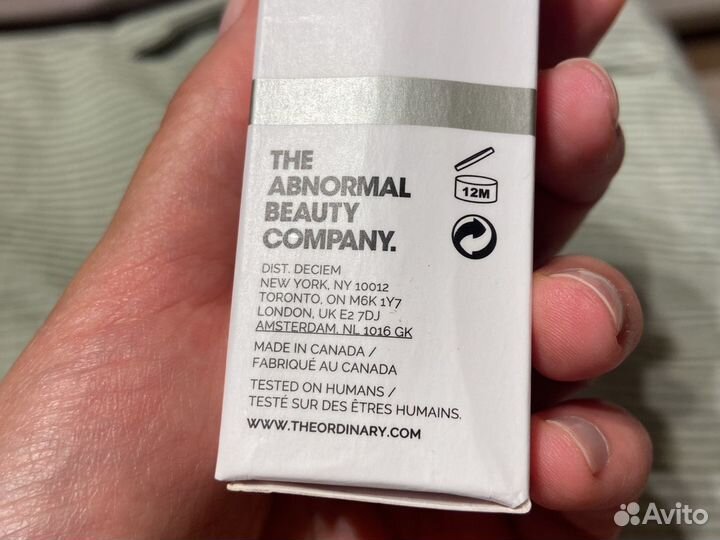 THE
ABNORMAL
BEAUTY
COMPANY.
12M
DIST. DECIEM
NEW YORK, NY 10012
TORONTO, ON M6K 1Y7
LONDON, UK E2 7DJ
AMSTERDAM, NL 1016 GK
MADE IN CANADA /
FABRIQUÉ AU CANADA
TESTED ON HUMANS /
TESTÉ SUR DES ÊTRES HUMAINS.
WWW.THEORDINARY.COM
Avito